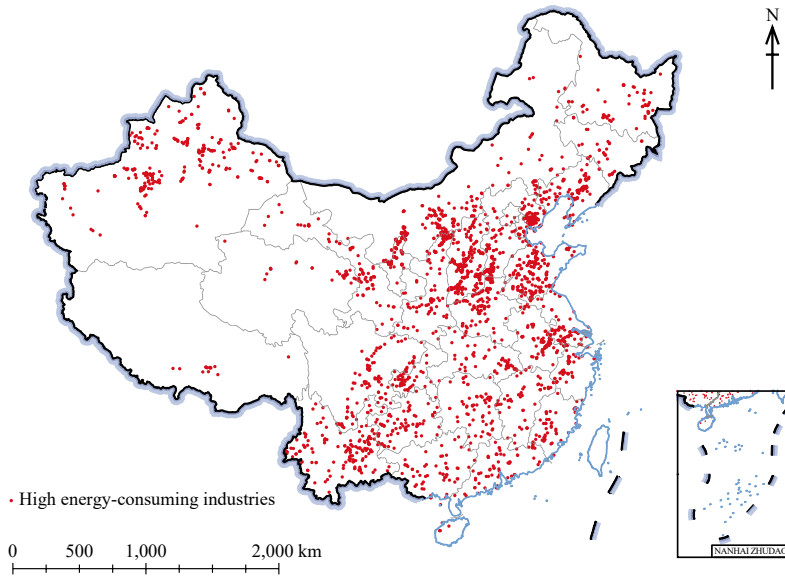 N
High energy-consuming industries
0 500 1,000 2,000 km
NANHAI ZHUDAO